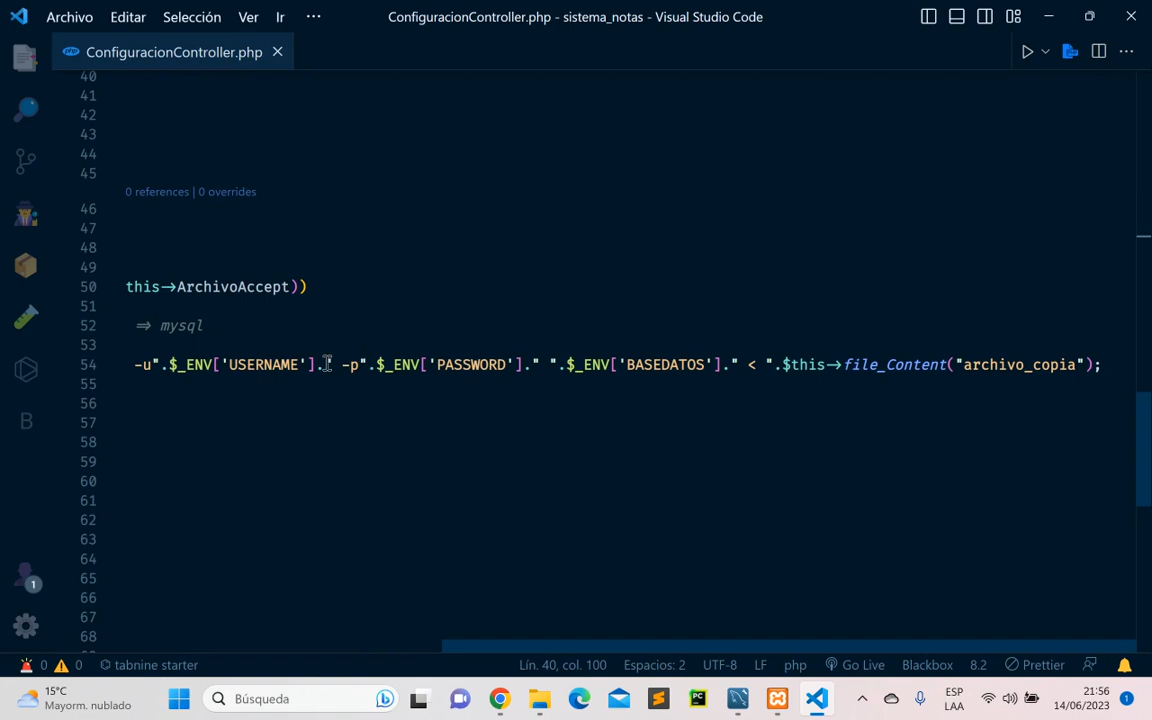 Archivo Editar Selección Ver Ir ··· ConfiguracionController.php - sistema_notas - Visual Studio Code
php ConfiguracionController.php
40
41
42
43
44
45
0 references | 0 overrides
46
47
48
49
50 this->ArchivoAccept))
51
52 => mysql
53
54 -u".$_ENV['USERNAME']." -p".$_ENV['PASSWORD']." ".$_ENV['BASEDATOS']." < ".$this->file_Content("archivo_copia");
55
56
57
58
59
60
61
62
63
64
65
66
67
68
B
1
0 0 tabnine starter Lín. 40, col. 100 Espacios: 2 UTF-8 LF php Go Live Blackbox 8.2 Prettier
15°C
Mayorm. nublado
Búsqueda
PC
ESP
LAA
21:56
14/06/2023
1